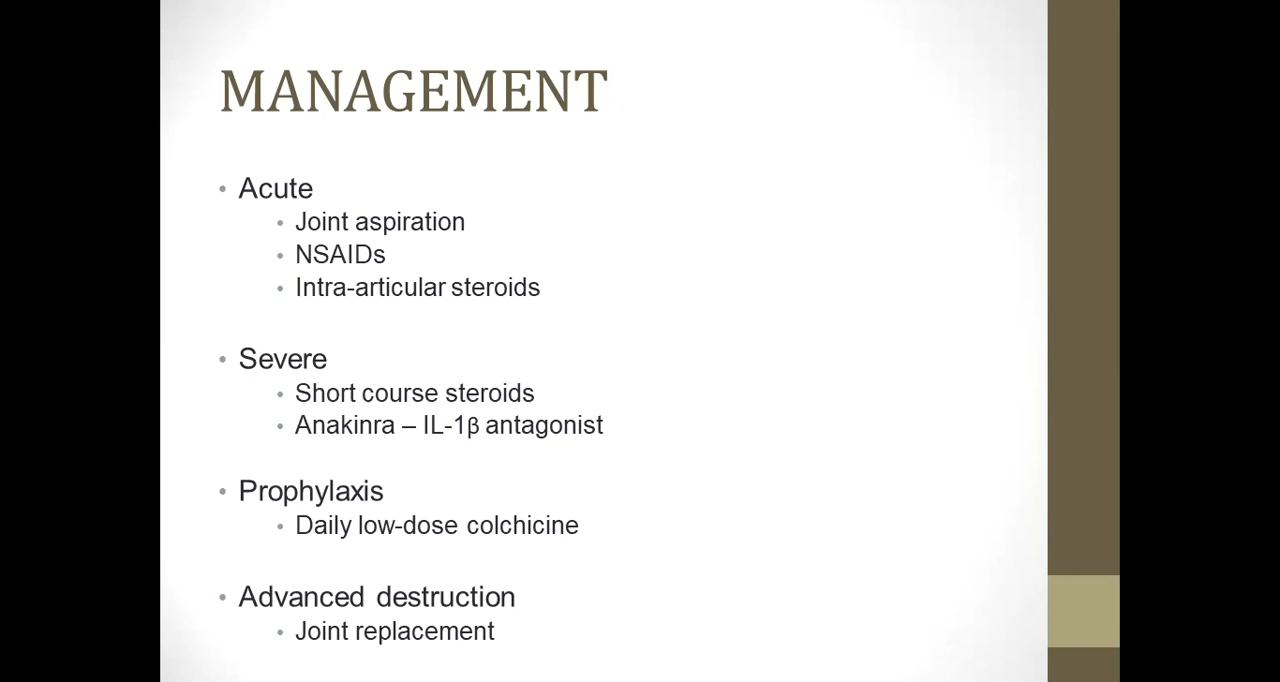 MANAGEMENT
• Acute
• Joint aspiration
• NSAIDs
• Intra-articular steroids
• Severe
• Short course steroids
• Anakinra – IL-1β antagonist
• Prophylaxis
• Daily low-dose colchicine
• Advanced destruction
• Joint replacement